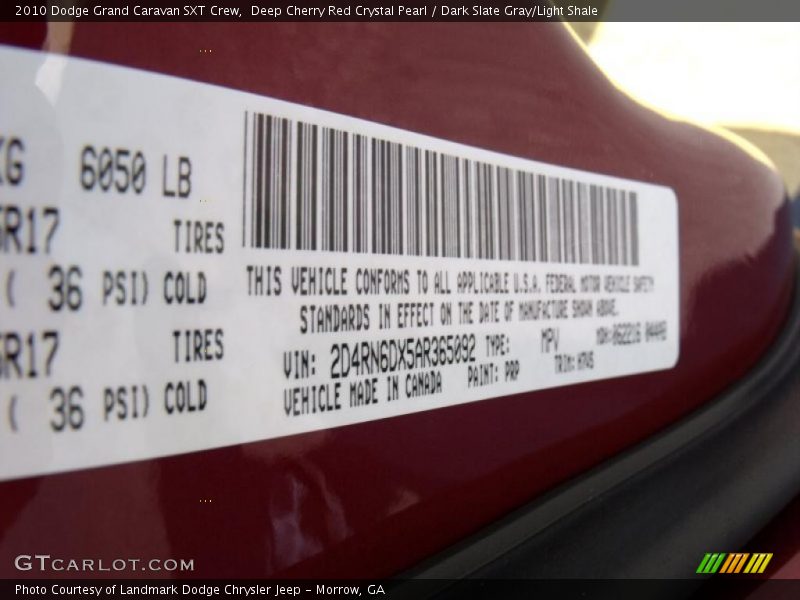 2010 Dodge Grand Caravan SXT Crew,  Deep Cherry Red Crystal Pearl / Dark Slate Gray/Light Shale
KG 6050 LB
R17 TIRES
( 36 PSI) COLD
R17 TIRES
( 36 PSI) COLD
THIS VEHICLE CONFORMS TO ALL APPLICABLE U.S.A. FEDERAL MOTOR VEHICLE SAFETY
STANDARDS IN EFFECT ON THE DATE OF MANUFACTURE SHOWN ABOVE.
VIN: 2D4RN6DX5AR365092 TYPE: MPV
VEHICLE MADE IN CANADA PAINT: PRP TRIM:
GTCARLOT.COM
Photo Courtesy of Landmark Dodge Chrysler Jeep - Morrow, GA